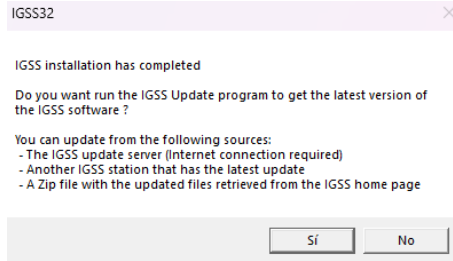 IGSS32
IGSS installation has completed
Do you want run the IGSS Update program to get the latest version of
the IGSS software ?
You can update from the following sources:
- The IGSS update server (Internet connection required)
- Another IGSS station that has the latest update
- A Zip file with the updated files retrieved from the IGSS home page
Sí
No